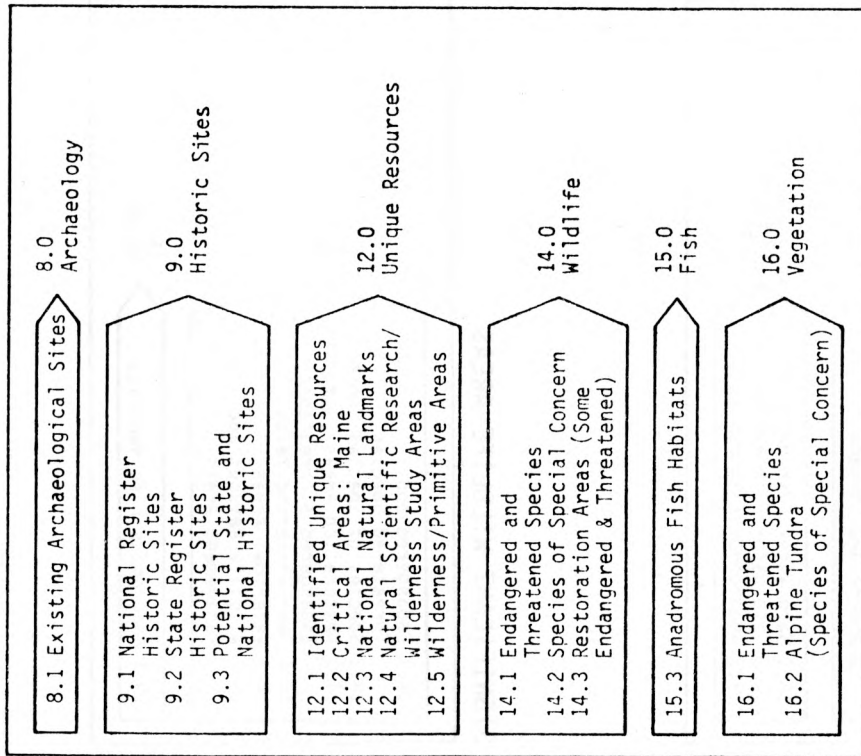 8.1 Existing Archaeological Sites
8.0
Archaeology
9.1 National Register
Historic Sites
9.2 State Register
Historic Sites
9.3 Potential State and
National Historic Sites
9.0
Historic Sites
12.1 Identified Unique Resources
12.2 Critical Areas: Maine
12.3 National Natural Landmarks
12.4 Natural Scientific Research/
Wilderness Study Areas
12.5 Wilderness/Primitive Areas
12.0
Unique Resources
14.1 Endangered and
Threatened Species
14.2 Species of Special Concern
14.3 Restoration Areas (Some
Endangered & Threatened)
14.0
Wildlife
15.3 Anadromous Fish Habitats
15.0
Fish
16.1 Endangered and
Threatened Species
16.2 Alpine Tundra
(Species of Special Concern)
16.0
Vegetation